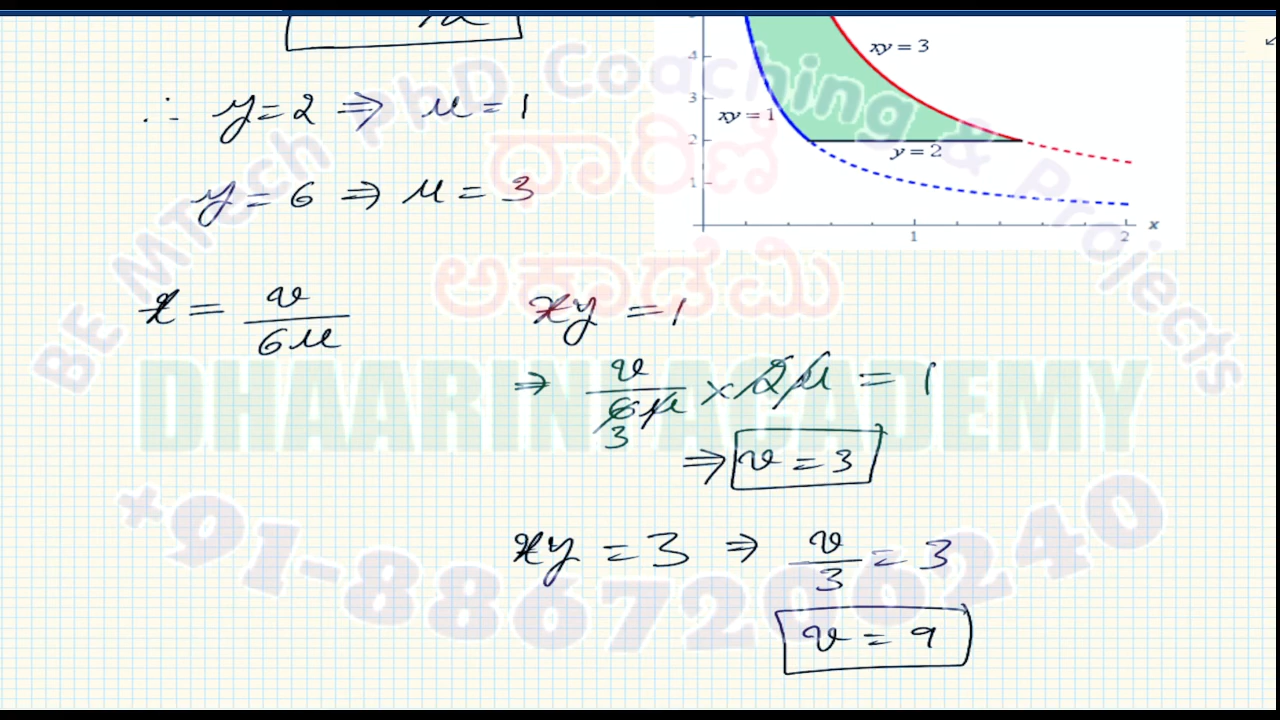 4
xy = 3
3
∴ y = 2 ⇒ u = 1
xy = 1
2
y = 2
1
y = 6 ⇒ u = 3
1
2
x
BE MTech PhD Coaching & Projects
ಧಾರಿಣಿ
ಅಕಾಡೆಮಿ
x = v / 6u
xy = 1
DHAARINI ACADEMY
⇒ v / 6u × 2u = 1
3
⇒ v = 3
+91-8867200240
xy = 3 ⇒ v / 3 = 3
v = 9